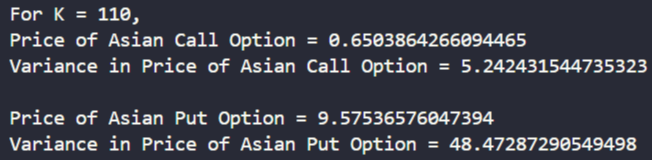 For K = 110,
Price of Asian Call Option = 0.6503864266094465
Variance in Price of Asian Call Option = 5.242431544735323
Price of Asian Put Option = 9.57536576047394
Variance in Price of Asian Put Option = 48.47287290549498